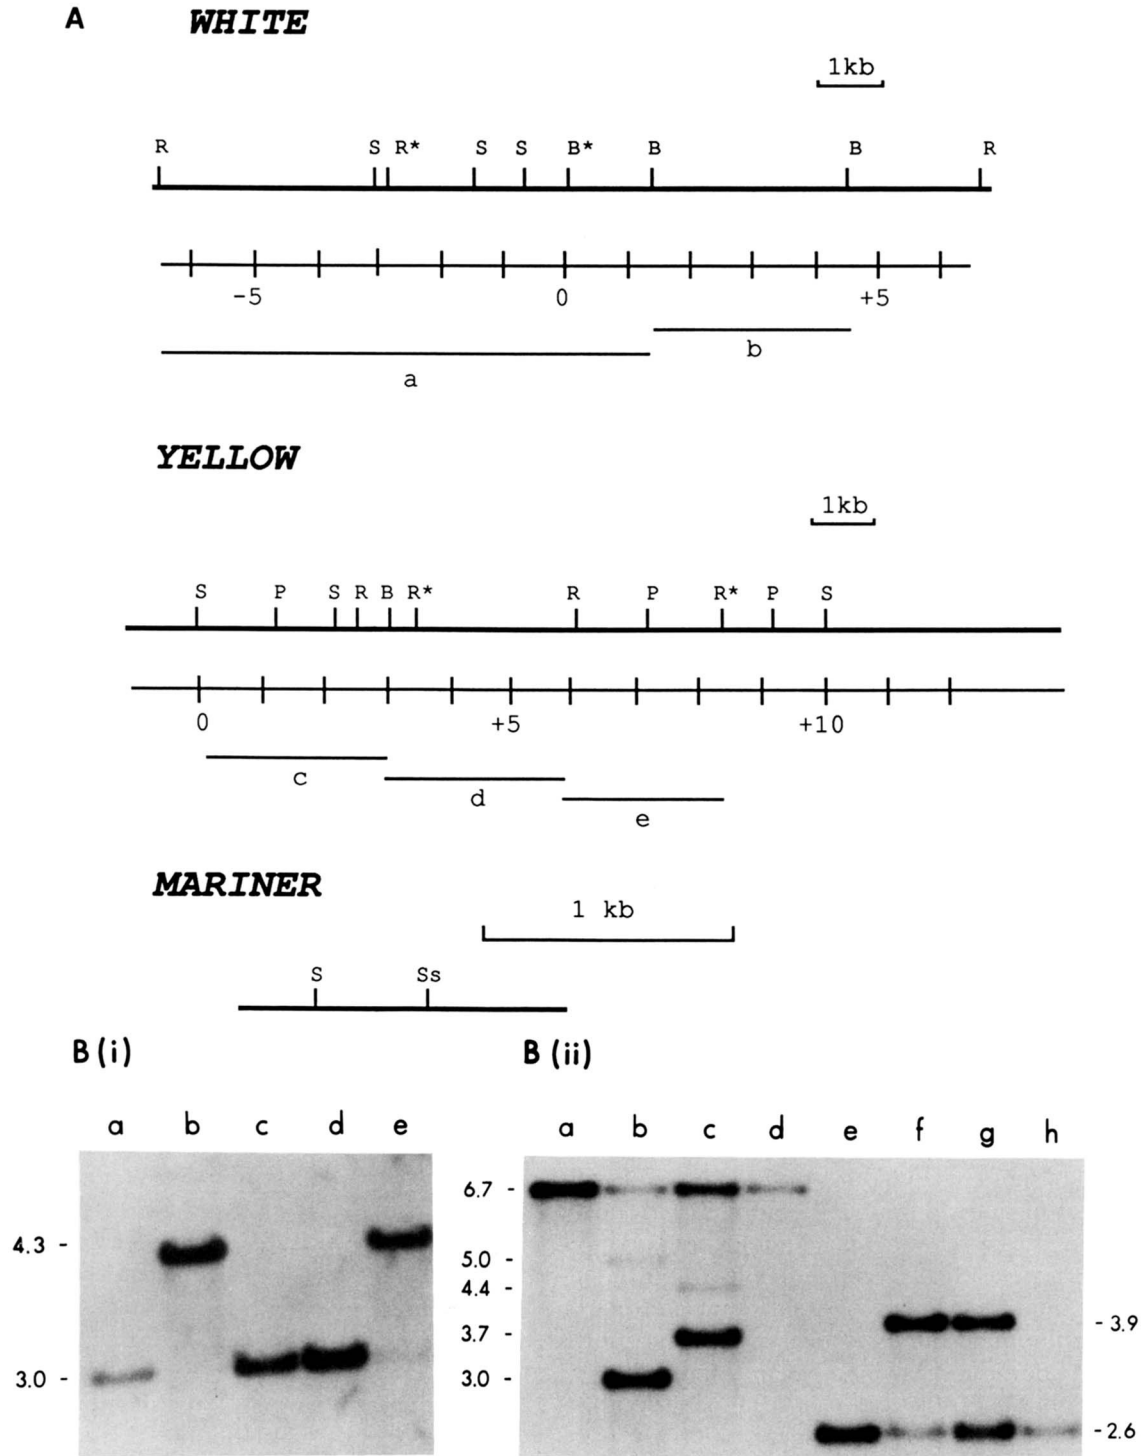 A WHITE
1kb
R S R* S S B* B B R
-5 0 +5
b
a
YELLOW
1kb
S P S R B R* R P R* P S
0 +5 +10
c
d
e
MARINER
1 kb
S Ss
B (i)
a b c d e
4.3 -
3.0 -
B (ii)
a b c d e f g h
6.7 -
5.0 -
4.4 -
3.7 -
3.0 -
- 3.9
- 2.6